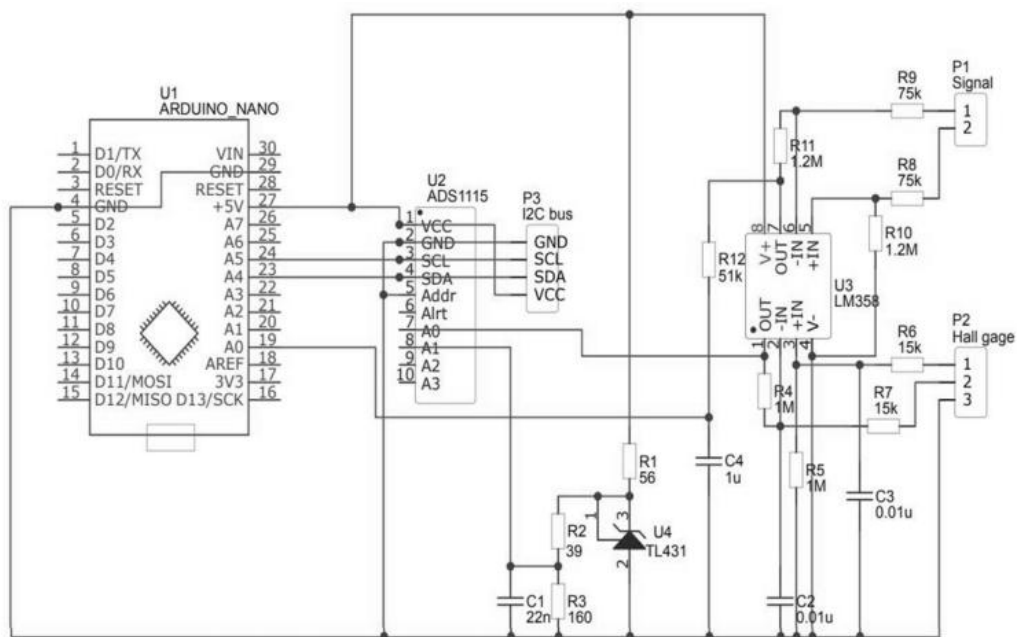 U1
ARDUINO_NANO
1 D1/TX VIN 30
2 D0/RX GND 29
3 RESET RESET 28
4 GND +5V 27
5 D2 A7 26
6 D3 A6 25
7 D4 A5 24
8 D5 A4 23
9 D6 A3 22
10 D7 A2 21
11 D8 A1 20
12 D9 A0 19
13 D10 AREF 18
14 D11/MOSI 3V3 17
15 D12/MISO D13/SCK 16
U2
ADS1115
1 VCC
2 GND
3 SCL
4 SDA
5 Addr
6 Alrt
7 A0
8 A1
9 A2
10 A3
P3
I2C bus
GND
SCL
SDA
VCC
R9
75k
P1
Signal
1
2
R11
1.2M
R8
75k
R10
1.2M
R12
51k
8 7 6 5
V+ OUT -IN +IN
U3
LM358
OUT -IN +IN V-
1 2 3 4
R6
15k
P2
Hall gage
1
2
3
R7
15k
R4
1M
R5
1M
R1
56
C4
1u
C3
0.01u
R2
39
1 3
U4
TL431
2
C1
22n
R3
160
C2
0.01u